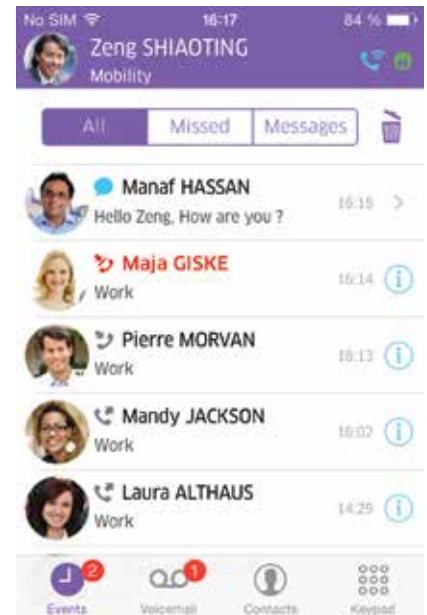 No SIM 16:17 84 %
Zeng SHIAOTING
Mobility
All Missed Messages
Manaf HASSAN
Hello Zeng, How are you ? 16:15
Maja GISKE
Work 16:14
Pierre MORVAN
Work 16:13
Mandy JACKSON
Work 16:02
Laura ALTHAUS
Work 14:29
2 1
Events Voicemail Contacts Keypad